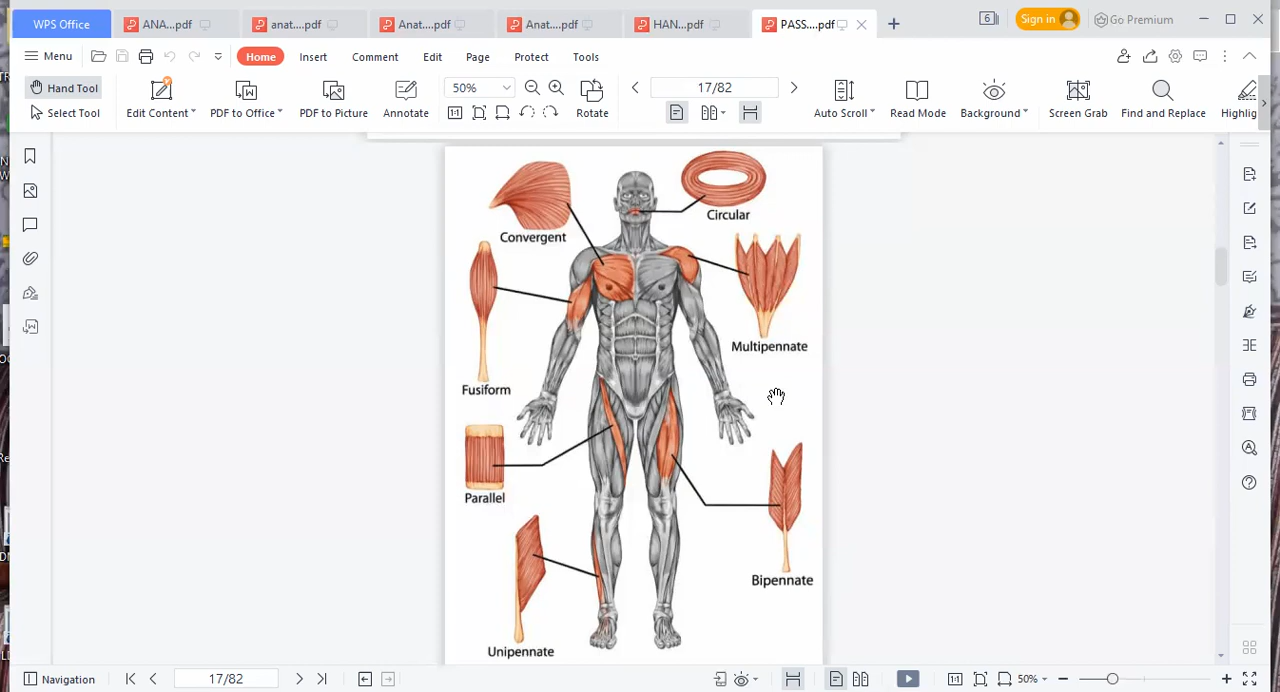 WPS Office
ANA....pdf
anat....pdf
Anat....pdf
Anat....pdf
HAN...pdf
PASS....pdf
6
Sign in
Go Premium
Menu
Home
Insert
Comment
Edit
Page
Protect
Tools
Hand Tool
Select Tool
Edit Content
PDF to Office
PDF to Picture
Annotate
50%
Rotate
17/82
Auto Scroll
Read Mode
Background
Screen Grab
Find and Replace
Highlig
Convergent
Circular
Fusiform
Multipennate
Parallel
Bipennate
Unipennate
Navigation
17/82
50%